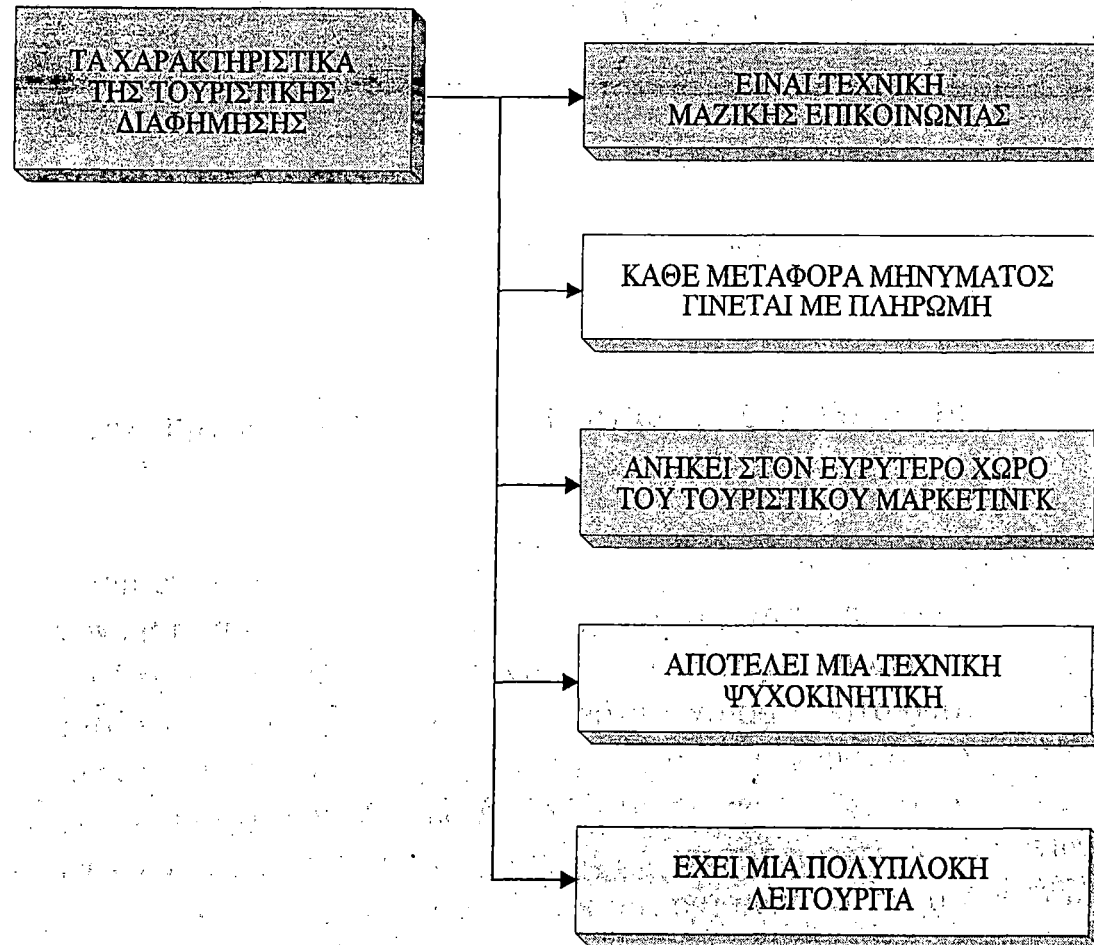 ΤΑ ΧΑΡΑΚΤΗΡΙΣΤΙΚΑ
ΤΗΣ ΤΟΥΡΙΣΤΙΚΗΣ
ΔΙΑΦΗΜΗΣΗΣ
ΕΙΝΑΙ ΤΕΧΝΙΚΗ
ΜΑΖΙΚΗΣ ΕΠΙΚΟΙΝΩΝΙΑΣ
ΚΑΘΕ ΜΕΤΑΦΟΡΑ ΜΗΝΥΜΑΤΟΣ
ΓΙΝΕΤΑΙ ΜΕ ΠΛΗΡΩΜΗ
ΑΝΗΚΕΙ ΣΤΟΝ ΕΥΡΥΤΕΡΟ ΧΩΡΟ
ΤΟΥ ΤΟΥΡΙΣΤΙΚΟΥ ΜΑΡΚΕΤΙΝΓΚ
ΑΠΟΤΕΛΕΙ ΜΙΑ ΤΕΧΝΙΚΗ
ΨΥΧΟΚΙΝΗΤΙΚΗ
ΕΧΕΙ ΜΙΑ ΠΟΛΥΠΛΟΚΗ
ΛΕΙΤΟΥΡΓΙΑ